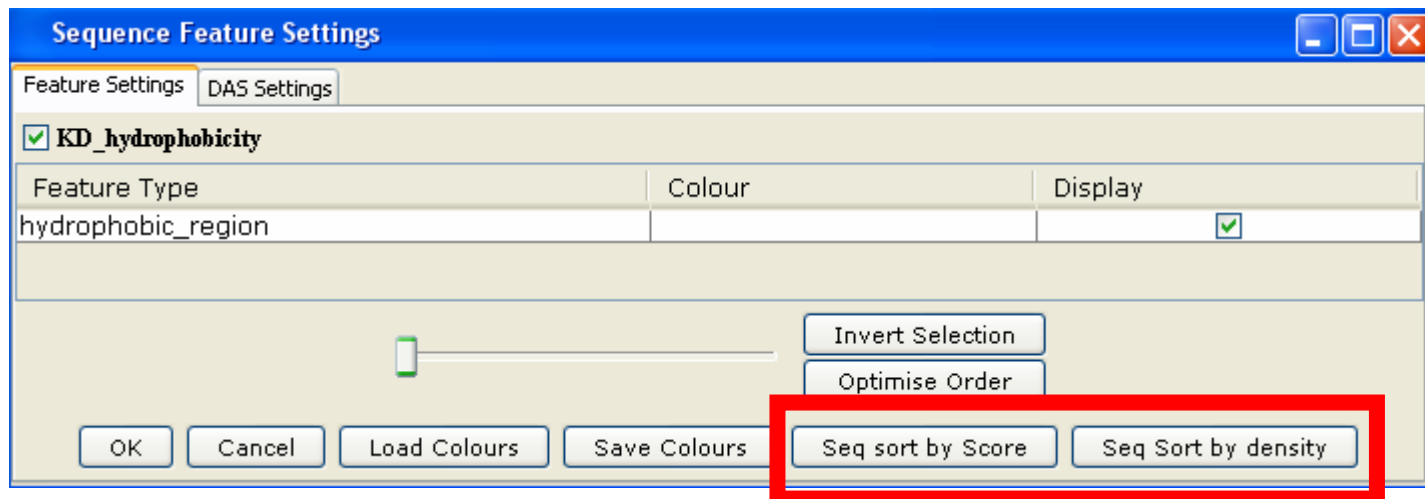 Sequence Feature Settings
Feature Settings DAS Settings
KD_hydrophobicity
Feature Type Colour Display
hydrophobic_region
Invert Selection
Optimise Order
OK Cancel Load Colours Save Colours Seq sort by Score Seq Sort by density